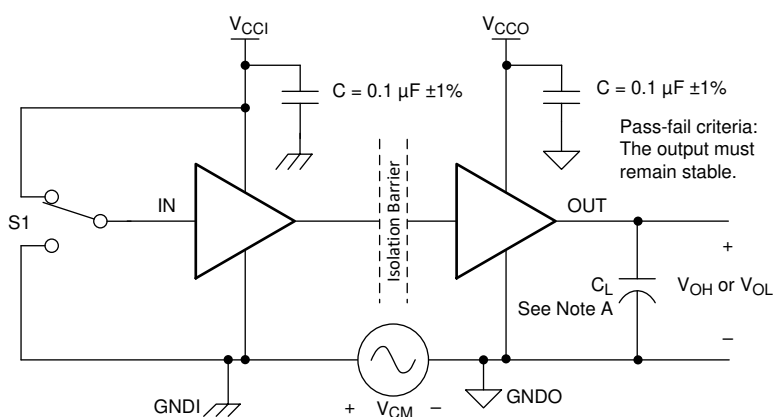 VCCI
VCCO
C = 0.1 µF ±1%
C = 0.1 µF ±1%
Pass-fail criteria:
The output must
remain stable.
IN
OUT
S1
Isolation Barrier
+
CL
See Note A
VOH or VOL
–
GNDI
+ VCM –
GNDO